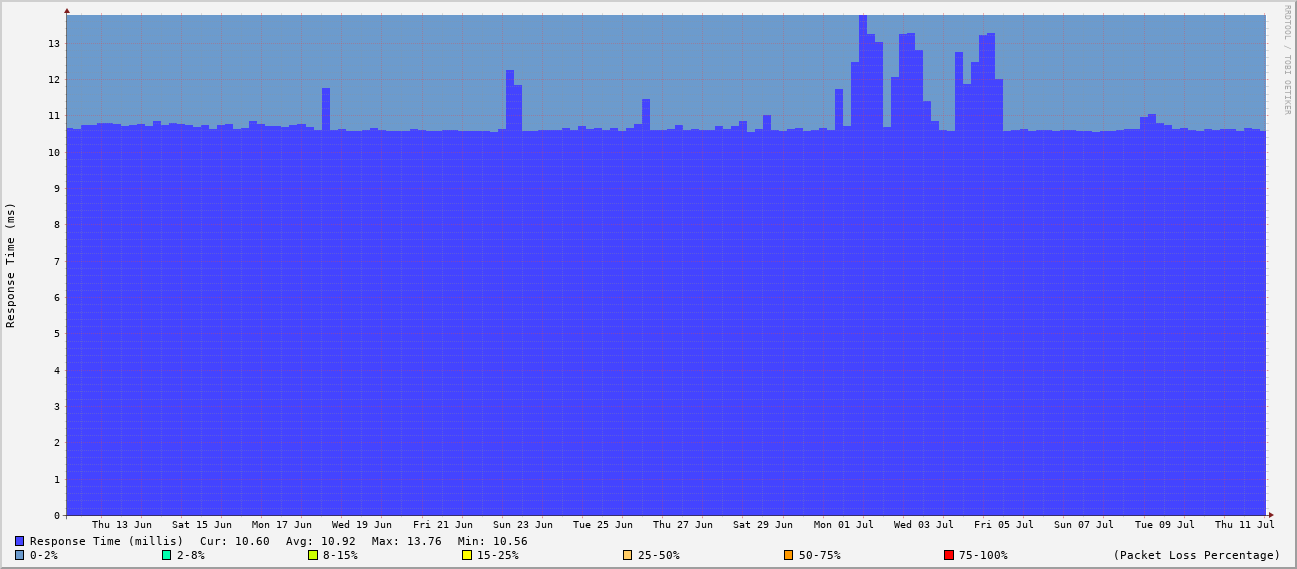 RRDTOOL / TOBI OETIKER
Response Time (ms)
13
12
11
10
9
8
7
6
5
4
3
2
1
0
Thu 13 Jun Sat 15 Jun Mon 17 Jun Wed 19 Jun Fri 21 Jun Sun 23 Jun Tue 25 Jun Thu 27 Jun Sat 29 Jun Mon 01 Jul Wed 03 Jul Fri 05 Jul Sun 07 Jul Tue 09 Jul Thu 11 Jul
Response Time (millis) Cur: 10.60 Avg: 10.92 Max: 13.76 Min: 10.56
0-2% 2-8% 8-15% 15-25% 25-50% 50-75% 75-100% (Packet Loss Percentage)